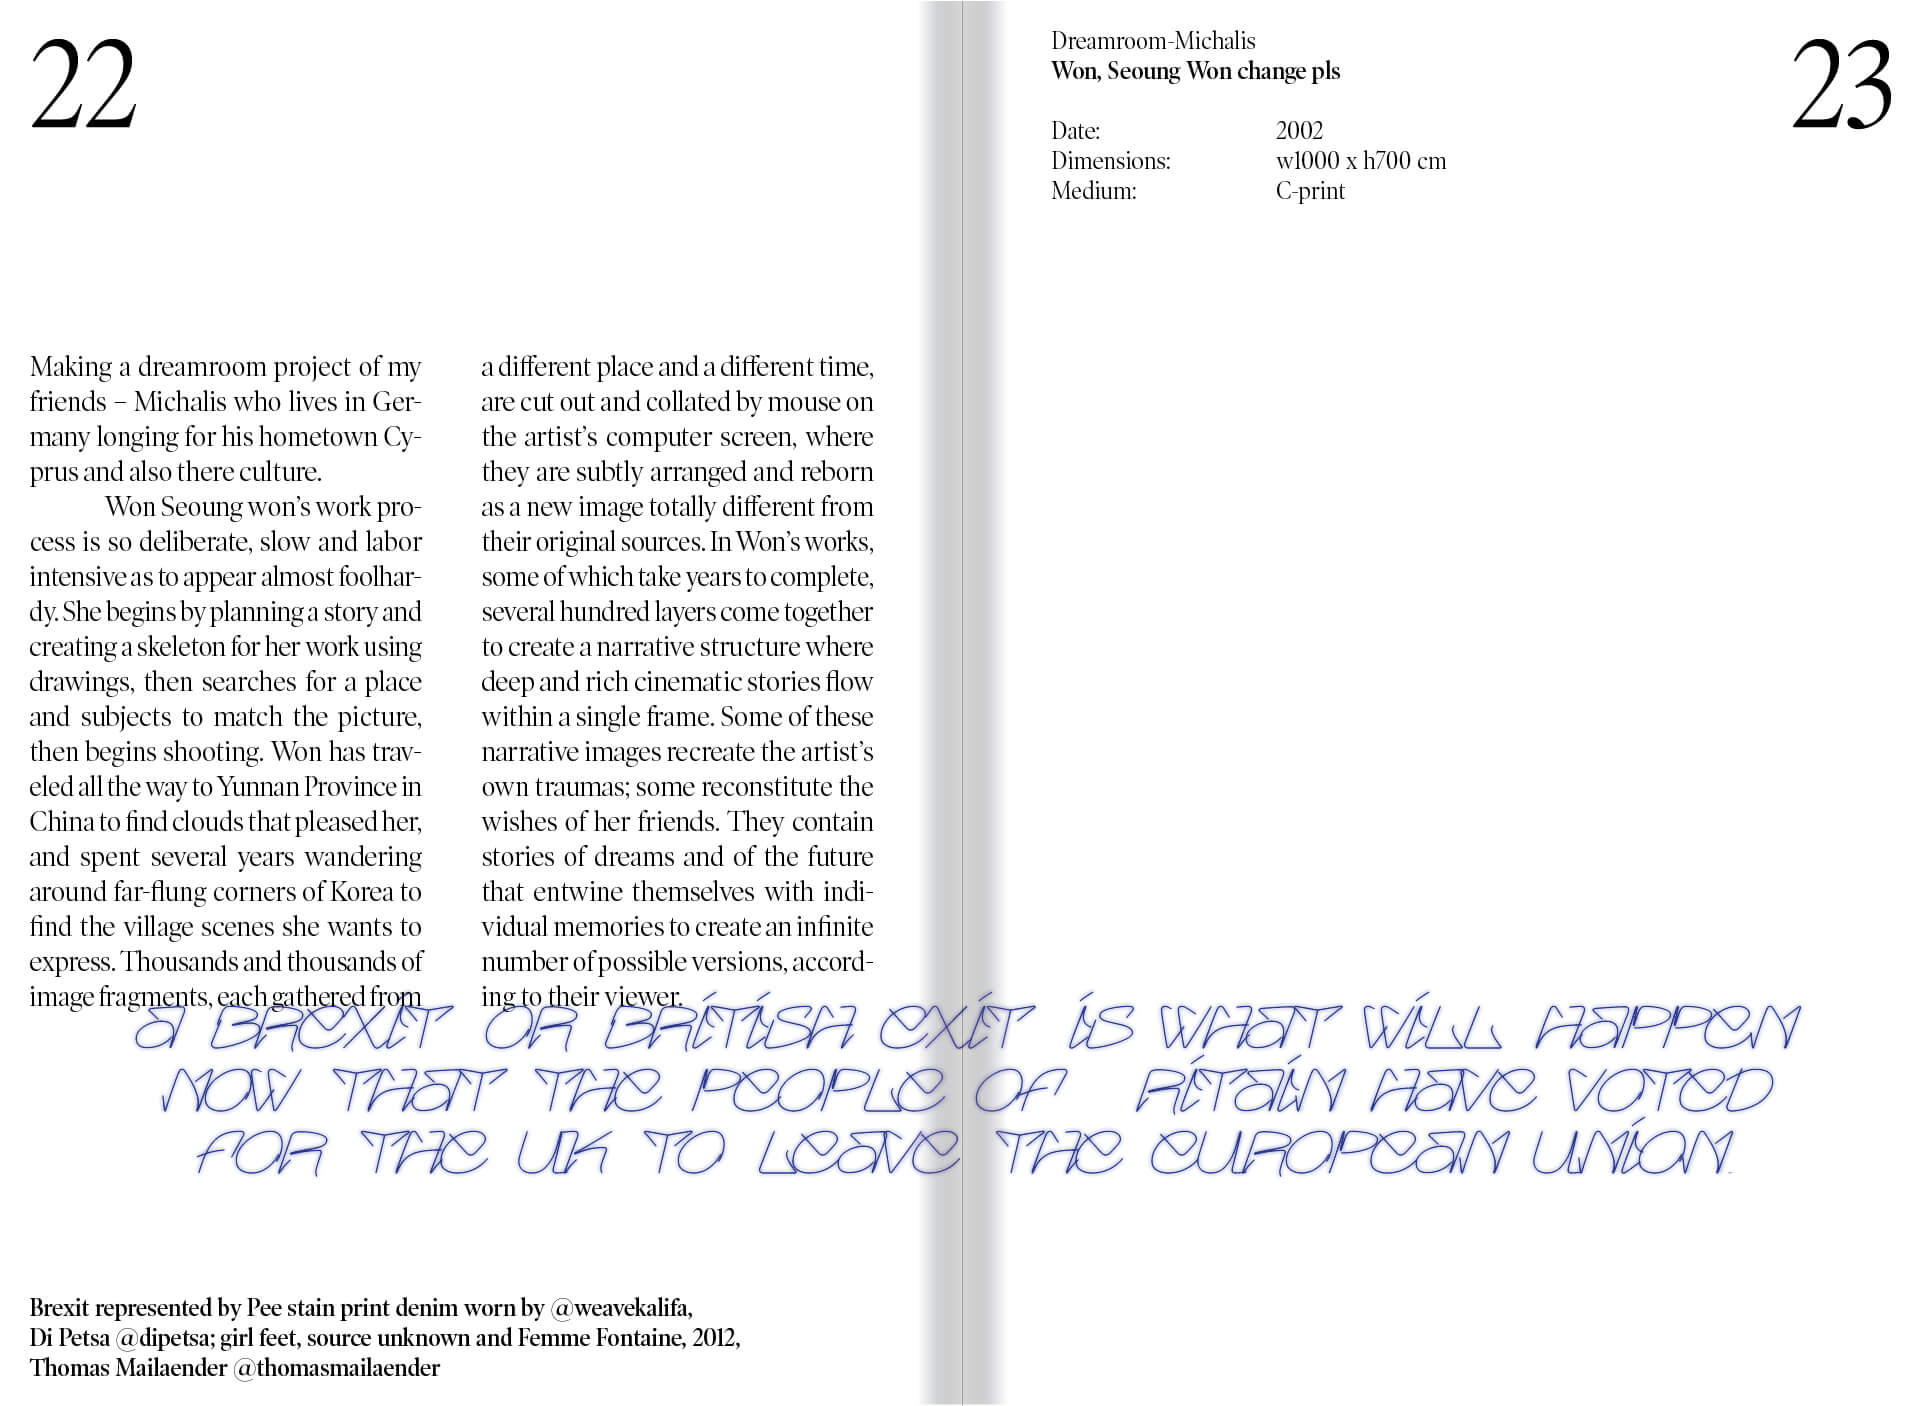 22
Making a dreamroom project of my
friends – Michalis who lives in Ger-
many longing for his hometown Cy-
prus and also there culture.
Won Seoung won’s work pro-
cess is so deliberate, slow and labor
intensive as to appear almost foolhar-
dy. She begins by planning a story and
creating a skeleton for her work using
drawings, then searches for a place
and subjects to match the picture,
then begins shooting. Won has trav-
eled all the way to Yunnan Province in
China to find clouds that pleased her,
and spent several years wandering
around far-flung corners of Korea to
find the village scenes she wants to
express. Thousands and thousands of
image fragments, each gathered from
a different place and a different time,
are cut out and collated by mouse on
the artist’s computer screen, where
they are subtly arranged and reborn
as a new image totally different from
their original sources. In Won’s works,
some of which take years to complete,
several hundred layers come together
to create a narrative structure where
deep and rich cinematic stories flow
within a single frame. Some of these
narrative images recreate the artist’s
own traumas; some reconstitute the
wishes of her friends. They contain
stories of dreams and of the future
that entwine themselves with indi-
vidual memories to create an infinite
number of possible versions, accord-
ing to their viewer.
Dreamroom-Michalis
Won, Seoung Won change pls
Date: 2002
Dimensions: w1000 x h700 cm
Medium: C-print
23
A BREXIT OR BRITISH EXIT IS WHAT WILL HAPPEN
NOW THAT THE PEOPLE OF RITAIN HAVE VOTED
FOR THE UK TO LEAVE THE EUROPEAN UNION.
Brexit represented by Pee stain print denim worn by @weavekalifa,
Di Petsa @dipetsa; girl feet, source unknown and Femme Fontaine, 2012,
Thomas Mailaender @thomasmailaender